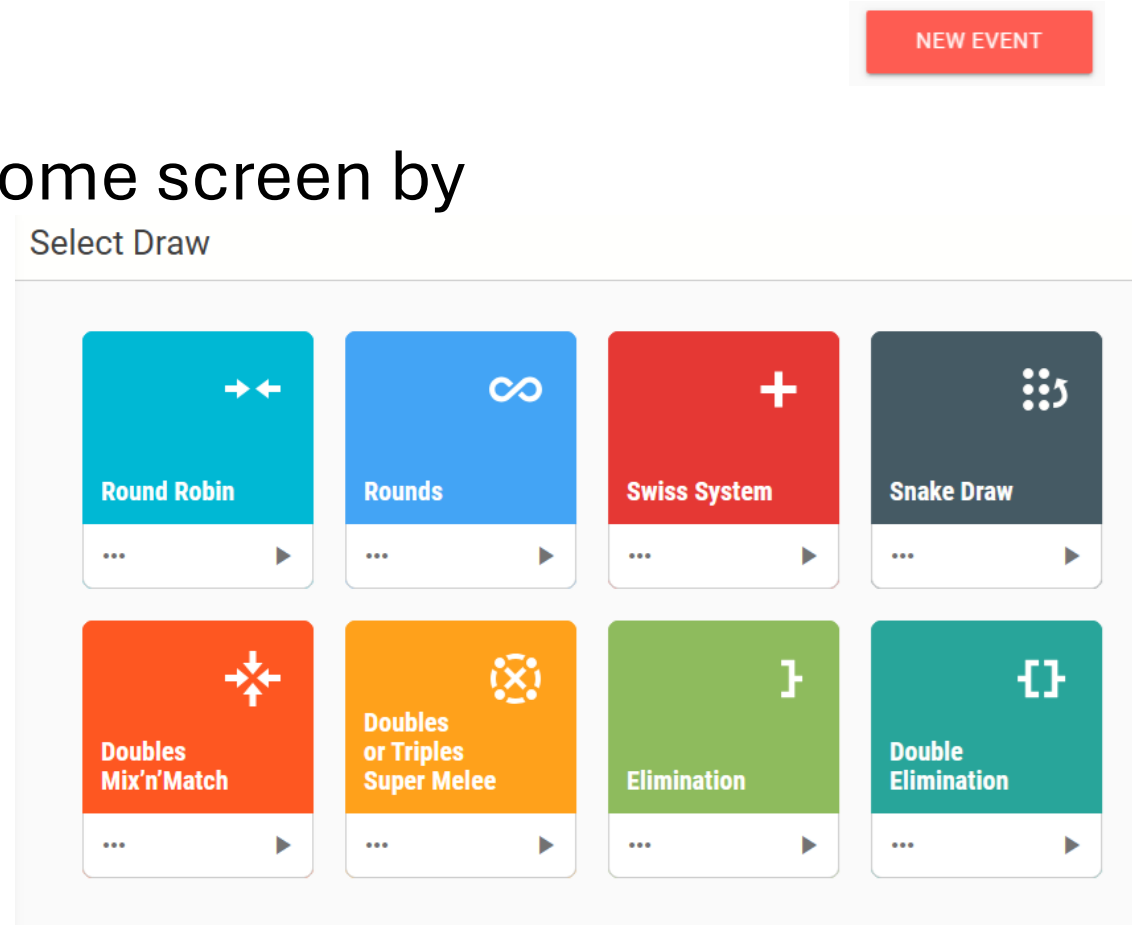 NEW EVENT
ome screen by
Select Draw
Round Robin
Rounds
Swiss System
Snake Draw
Doubles
Mix'n'Match
Doubles
or Triples
Super Melee
Elimination
Double
Elimination